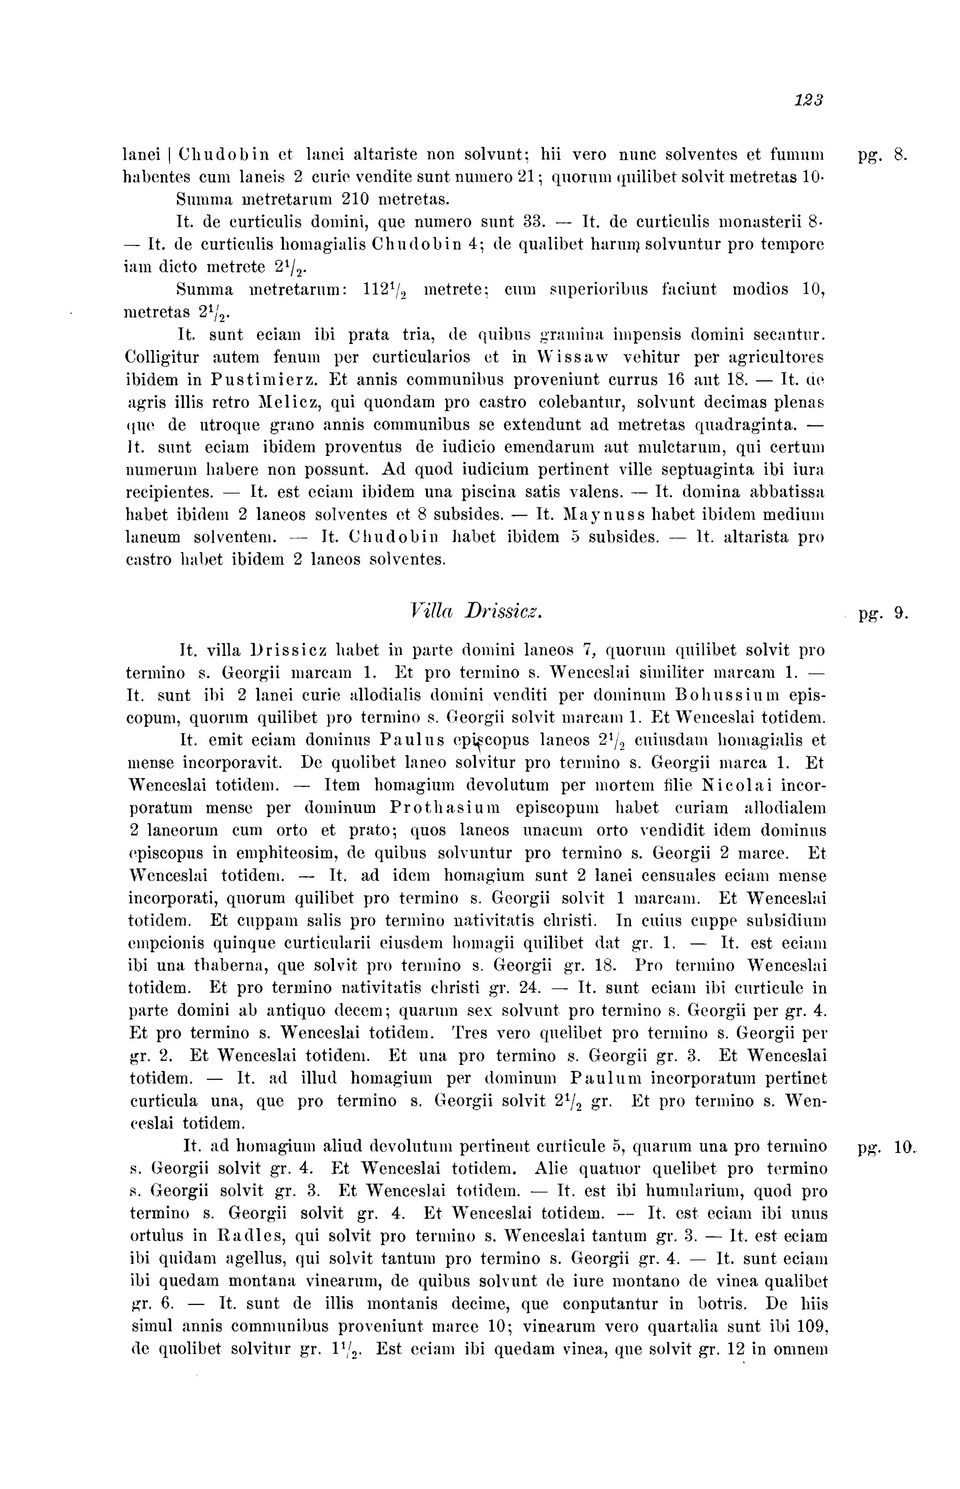 123
lanei | Chudobin et lanei altariste non solvunt; hii vero nunc solventes et fumum pg. 8.
habentes cum laneis 2 curie vendite sunt numero 21; quorum quilibet solvit metretas 10·
Summa metretarum 210 metretas.
It. de curticulis domini, que numero sunt 33. — It. de curticulis monasterii 8·
— It. de curticulis homagialis Chudobin 4; de qualibet harum solvuntur pro tempore
iam dicto metrete 2¹/₂.
Summa metretarum: 112¹/₂ metrete; cum superioribus faciunt modios 10,
metretas 2¹/₂.
It. sunt eciam ibi prata tria, de quibus gramina impensis domini secantur.
Colligitur autem fenum per curticularios et in Wissaw vehitur per agricultores
ibidem in Pustimierz. Et annis communibus proveniunt currus 16 aut 18. — It. de
agris illis retro Melicz, qui quondam pro castro colebantur, solvunt decimas plenas
que de utroque grano annis communibus se extendunt ad metretas quadraginta. —
It. sunt eciam ibidem proventus de iudicio emendarum aut mulctarum, qui certum
numerum habere non possunt. Ad quod iudicium pertinent ville septuaginta ibi iura
recipientes. — It. est eciam ibidem una piscina satis valens. — It. domina abbatissa
habet ibidem 2 laneos solventes et 8 subsides. — It. Maynuss habet ibidem medium
laneum solventem. — It. Chudobin habet ibidem 5 subsides. — It. altarista pro
castro habet ibidem 2 laneos solventes.
Villa Drissicz. pg. 9.
It. villa Drissicz habet in parte domini laneos 7, quorum quilibet solvit pro
termino s. Georgii marcam 1. Et pro termino s. Wenceslai similiter marcam 1. —
It. sunt ibi 2 lanei curie allodialis domini venditi per dominum Bohussium epis-
copum, quorum quilibet pro termino s. Georgii solvit marcam 1. Et Wenceslai totidem.
It. emit eciam dominus Paulus episcopus laneos 2¹/₂ cuiusdam homagialis et
mense incorporavit. De quolibet laneo solvitur pro termino s. Georgii marca 1. Et
Wenceslai totidem. — Item homagium devolutum per mortem filie Nicolai incor-
poratum mense per dominum Prothasium episcopum habet curiam allodialem
2 laneorum cum orto et prato; quos laneos unacum orto vendidit idem dominus
episcopus in emphiteosim, de quibus solvuntur pro termino s. Georgii 2 marce. Et
Wenceslai totidem. — It. ad idem homagium sunt 2 lanei censuales eciam mense
incorporati, quorum quilibet pro termino s. Georgii solvit 1 marcam. Et Wenceslai
totidem. Et cuppam salis pro termino nativitatis christi. In cuius cuppe subsidium
empcionis quinque curticularii eiusdem homagii quilibet dat gr. 1. — It. est eciam
ibi una thaberna, que solvit pro termino s. Georgii gr. 18. Pro termino Wenceslai
totidem. Et pro termino nativitatis christi gr. 24. — It. sunt eciam ibi curticule in
parte domini ab antiquo decem; quarum sex solvunt pro termino s. Georgii per gr. 4.
Et pro termino s. Wenceslai totidem. Tres vero quelibet pro termino s. Georgii per
gr. 2. Et Wenceslai totidem. Et una pro termino s. Georgii gr. 3. Et Wenceslai
totidem. — It. ad illud homagium per dominum Paulum incorporatum pertinet
curticula una, que pro termino s. Georgii solvit 2¹/₂ gr. Et pro termino s. Wen-
ceslai totidem.
It. ad homagium aliud devolutum pertinent curticule 5, quarum una pro termino pg. 10.
s. Georgii solvit gr. 4. Et Wenceslai totidem. Alie quatuor quelibet pro termino
s. Georgii solvit gr. 3. Et Wenceslai totidem. — It. est ibi humularium, quod pro
termino s. Georgii solvit gr. 4. Et Wenceslai totidem. — It. est eciam ibi unus
ortulus in Radles, qui solvit pro termino s. Wenceslai tantum gr. 3. — It. est eciam
ibi quidam agellus, qui solvit tantum pro termino s. Georgii gr. 4. — It. sunt eciam
ibi quedam montana vinearum, de quibus solvunt de iure montano de vinea qualibet
gr. 6. — It. sunt de illis montanis decime, que conputantur in botris. De hiis
simul annis communibus proveniunt marce 10; vinearum vero quartalia sunt ibi 109,
de quolibet solvitur gr. 1¹/₂. Est eciam ibi quedam vinea, que solvit gr. 12 in omnem